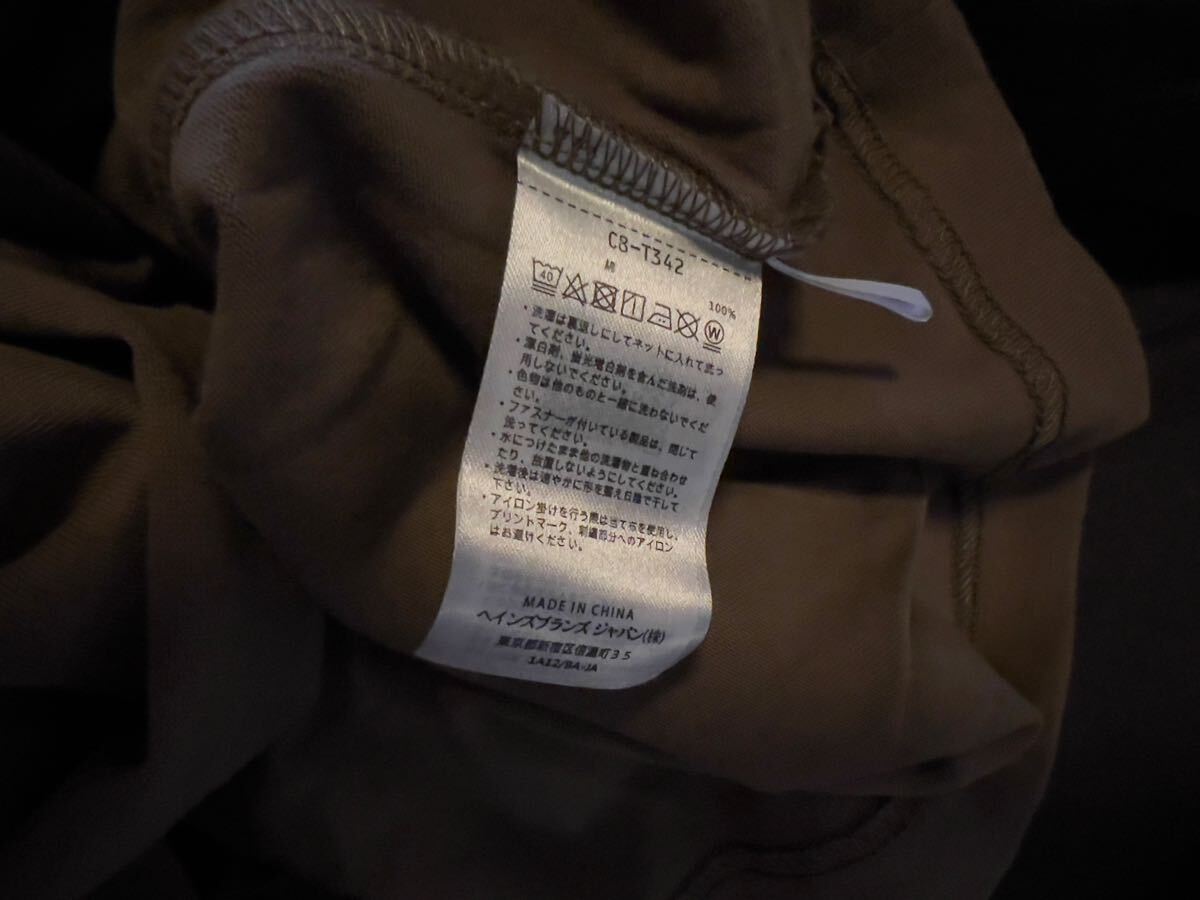 C8-T342
綿 100%
40
W
・洗濯は裏返しにしてネットに入れて洗っ
てください。
・漂白剤、蛍光増白剤を含んだ洗剤は、使
用しないでください。
・色物は他のものと一緒に洗わないでくだ
さい。
・ファスナーが付いている製品は、閉じて
洗ってください。
・水につけたまま他の洗濯物と重ね合わせ
たり、放置しないようにしてください。
・洗濯後は速やかに形を整え日陰で干して
下さい。
・アイロン掛けを行う際は当て布を使用し、
プリントマーク、刺繍部分へのアイロン
はお避けください。
MADE IN CHINA
ヘインズブランズ ジャパン(株)
東京都新宿区信濃町35
1A12/BA-JA